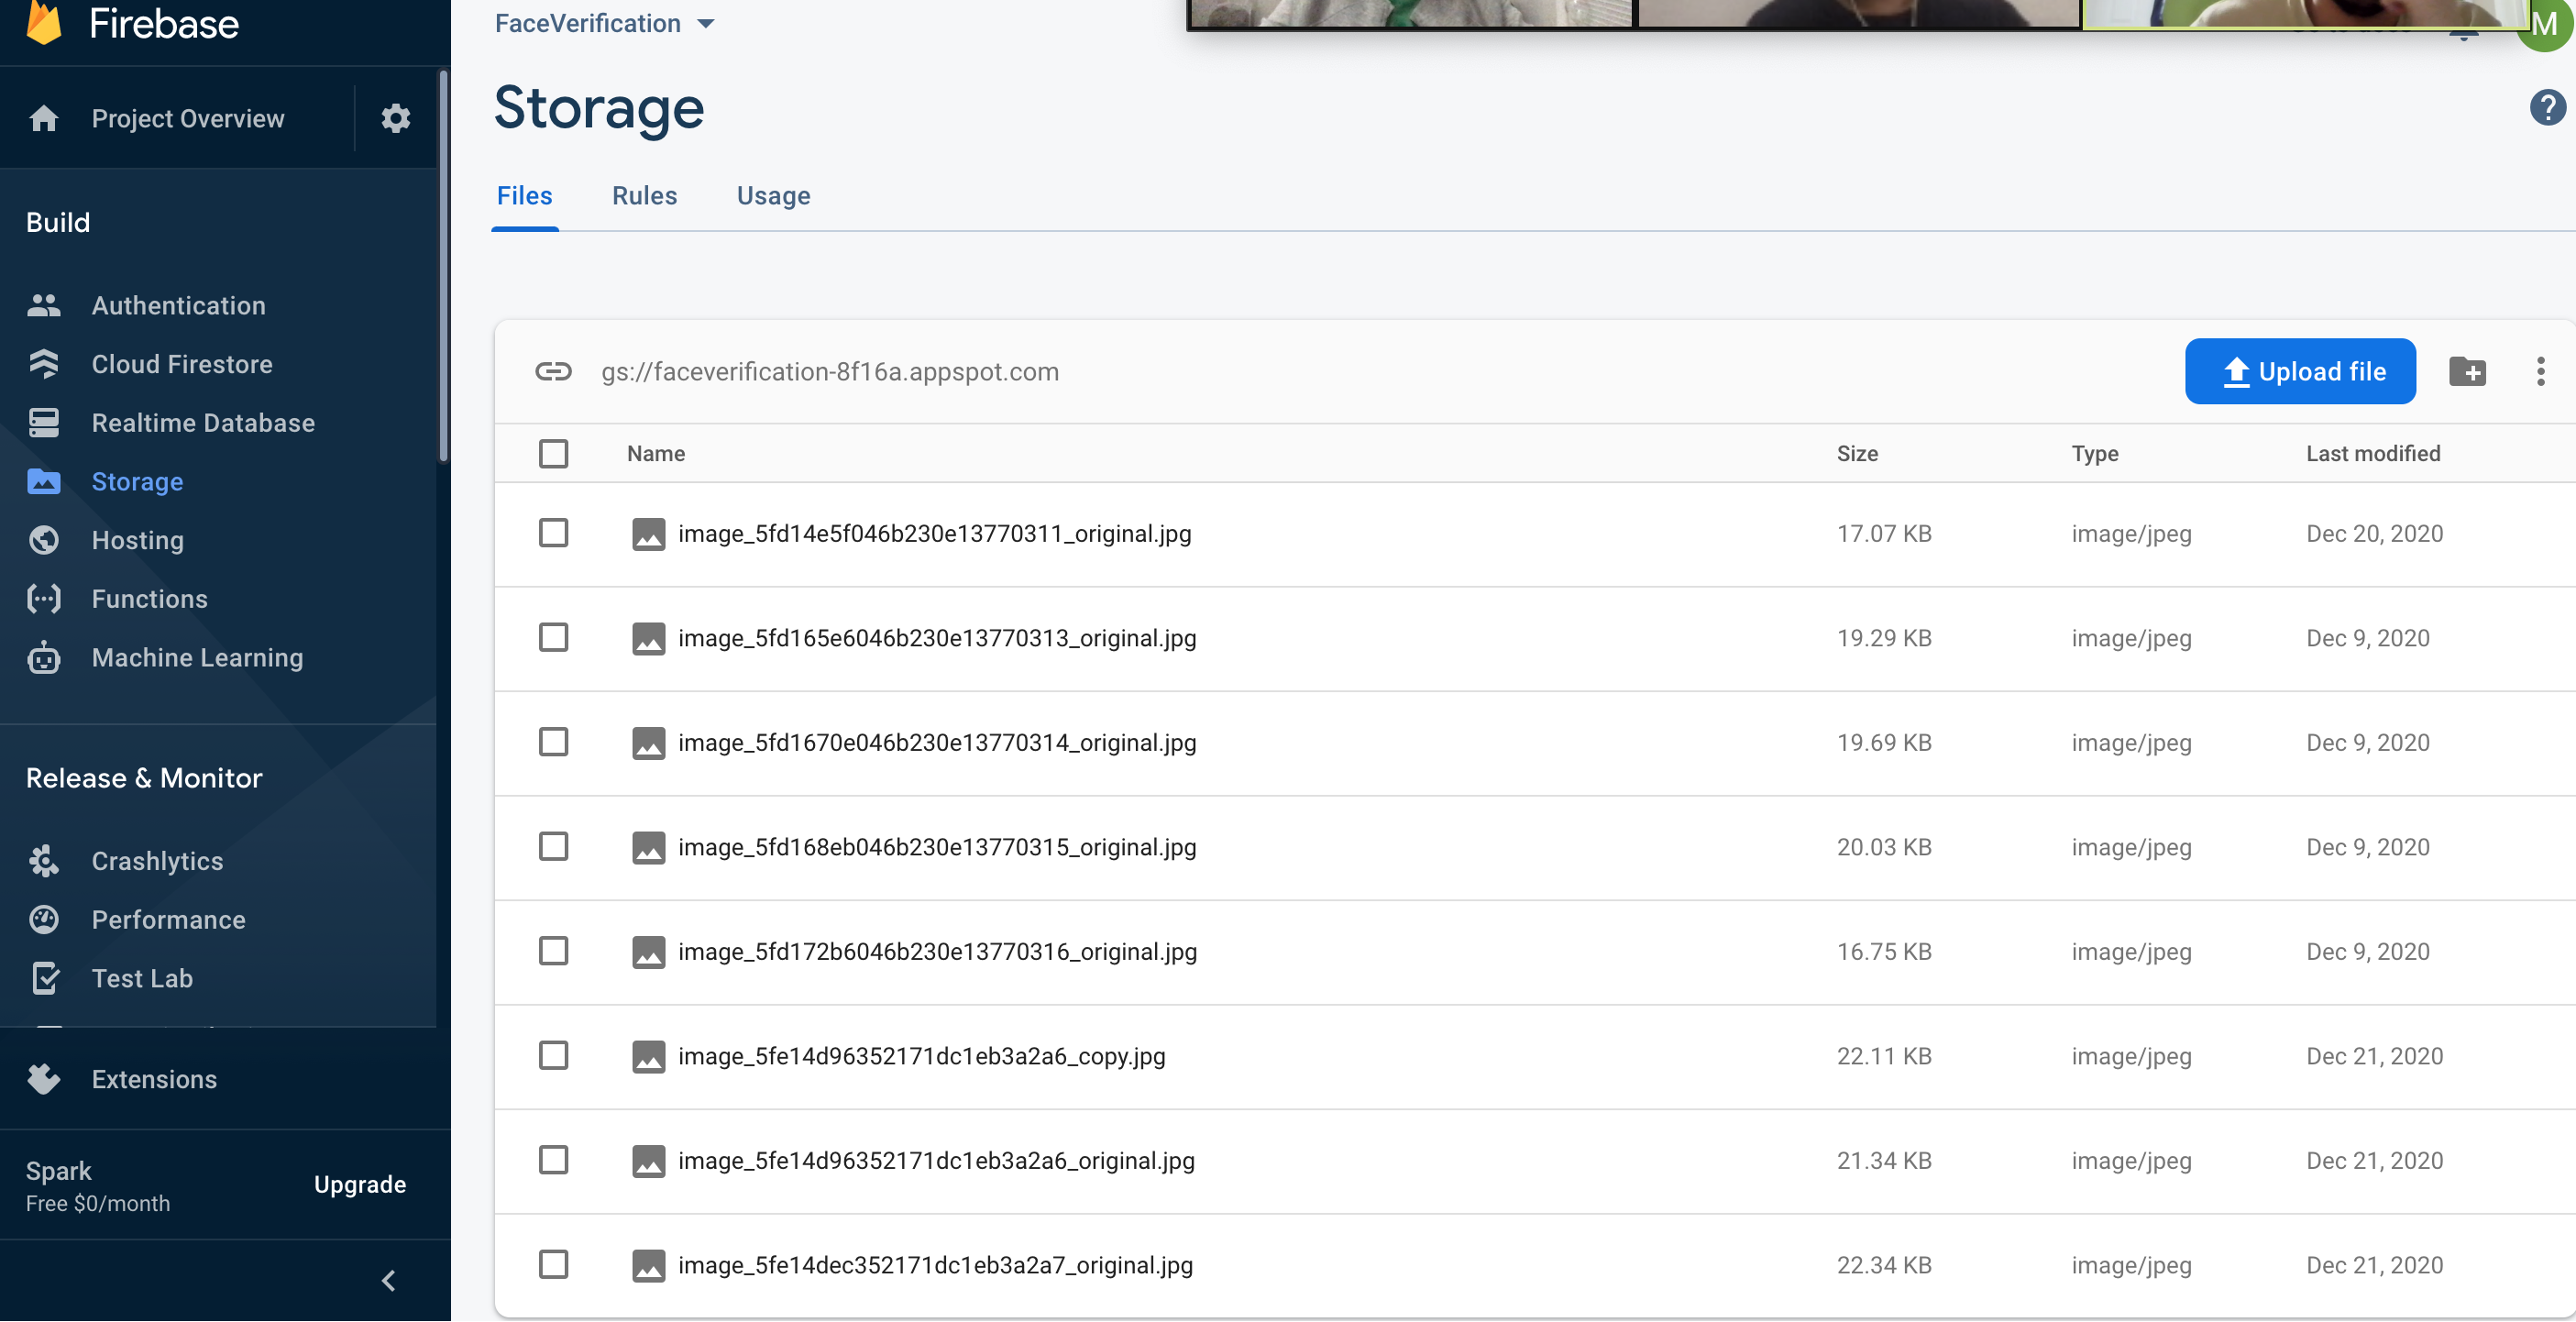 Firebase
FaceVerification
M
Project Overview
Storage
?
Files Rules Usage
Build
Authentication
Cloud Firestore
Realtime Database
Storage
Hosting
Functions
Machine Learning
Release & Monitor
Crashlytics
Performance
Test Lab
Extensions
Spark
Free $0/month
Upgrade
gs://faceverification-8f16a.appspot.com
Upload file
Name Size Type Last modified
image_5fd14e5f046b230e13770311_original.jpg 17.07 KB image/jpeg Dec 20, 2020
image_5fd165e6046b230e13770313_original.jpg 19.29 KB image/jpeg Dec 9, 2020
image_5fd1670e046b230e13770314_original.jpg 19.69 KB image/jpeg Dec 9, 2020
image_5fd168eb046b230e13770315_original.jpg 20.03 KB image/jpeg Dec 9, 2020
image_5fd172b6046b230e13770316_original.jpg 16.75 KB image/jpeg Dec 9, 2020
image_5fe14d96352171dc1eb3a2a6_copy.jpg 22.11 KB image/jpeg Dec 21, 2020
image_5fe14d96352171dc1eb3a2a6_original.jpg 21.34 KB image/jpeg Dec 21, 2020
image_5fe14dec352171dc1eb3a2a7_original.jpg 22.34 KB image/jpeg Dec 21, 2020